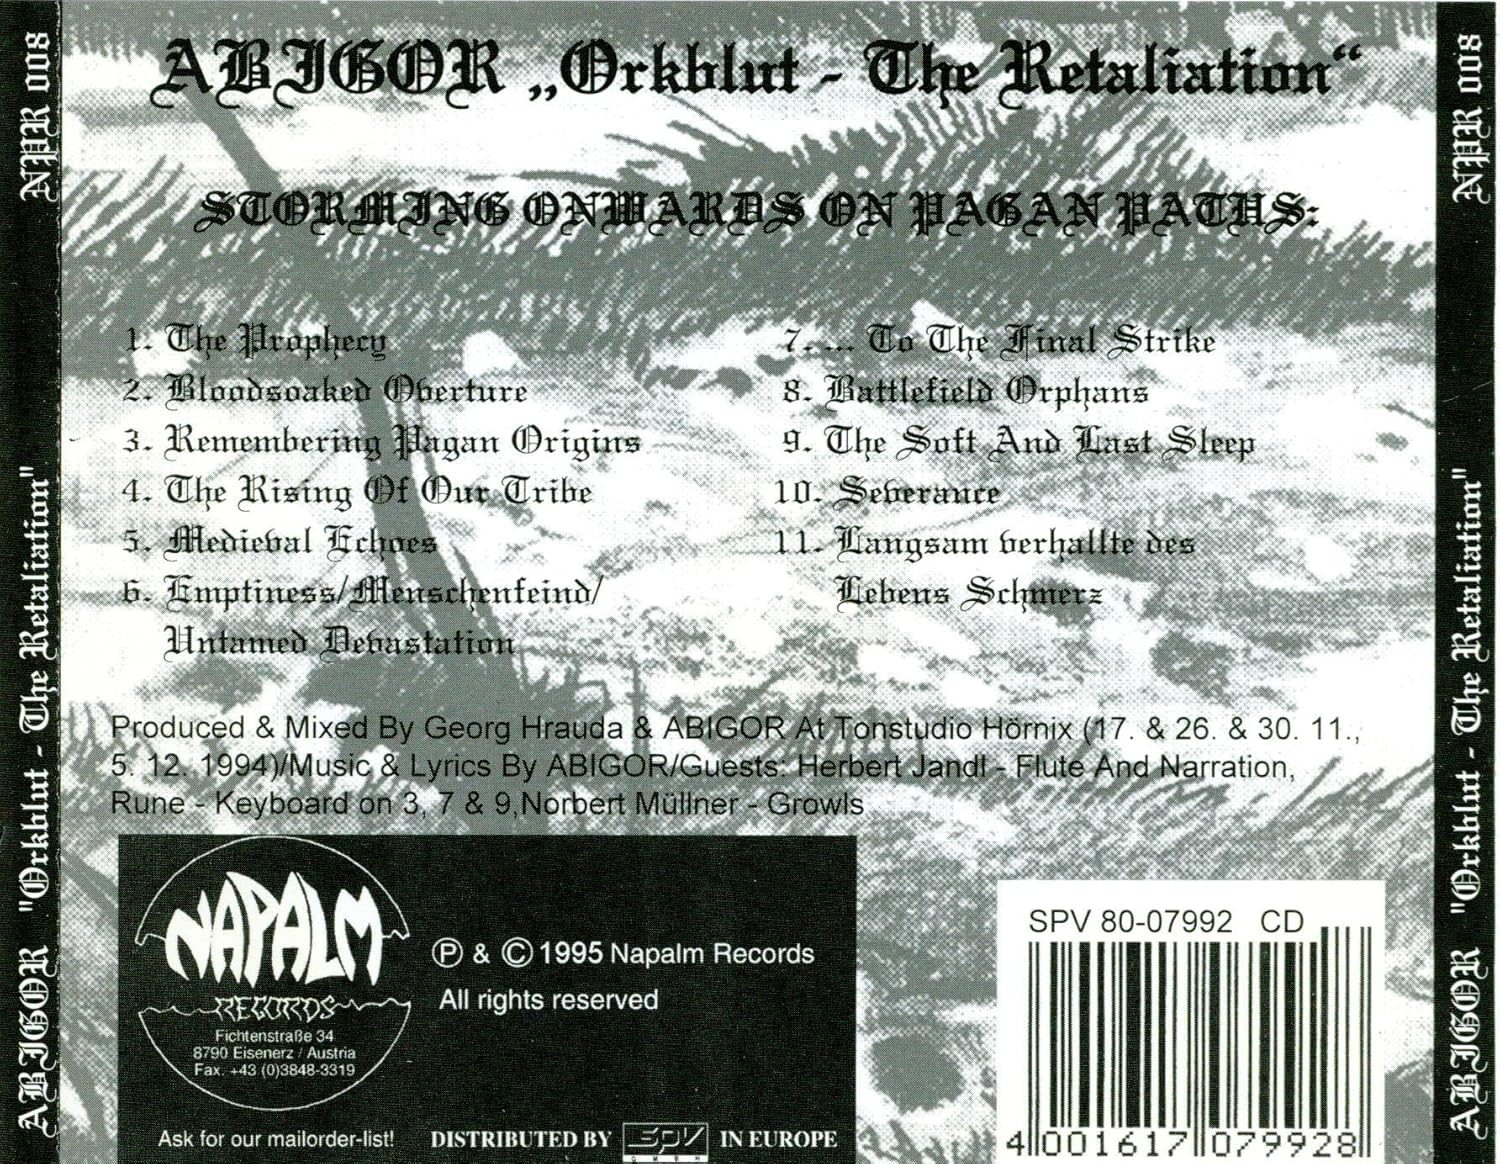 ABIGOR „Orkblut - The Retaliation“
STORMING ONWARDS ON PAGAN PATHS:
1. The Prophecy
2. Bloodsoaked Overture
3. Remembering Pagan Origins
4. The Rising Of Our Tribe
5. Medieval Echoes
6. Emptiness/Menschenfeind/
Untamed Devastation
7. ... To The Final Strike
8. Battlefield Orphans
9. The Soft And Last Sleep
10. Severance
11. Langsam verhallte des
Lebens Schmerz
Produced & Mixed By Georg Hrauda & ABIGOR At Tonstudio Hörnix (17. & 26. & 30. 11.,
5. 12. 1994)/Music & Lyrics By ABIGOR/Guests: Herbert Jandl - Flute And Narration,
Rune - Keyboard on 3, 7 & 9,Norbert Müllner - Growls
NAPALM
RECORDS
Fichtenstraße 34
8790 Eisenerz / Austria
Fax. +43 (0)3848-3319
Ask for our mailorder-list!
Ⓟ & © 1995 Napalm Records
All rights reserved
DISTRIBUTED BY SPV GMBH IN EUROPE
SPV 80-07992 CD
4 001617 079928
ABIGOR "Orkblut - The Retaliation" NPR 008
ABIGOR "Orkblut - The Retaliation" NPR 008